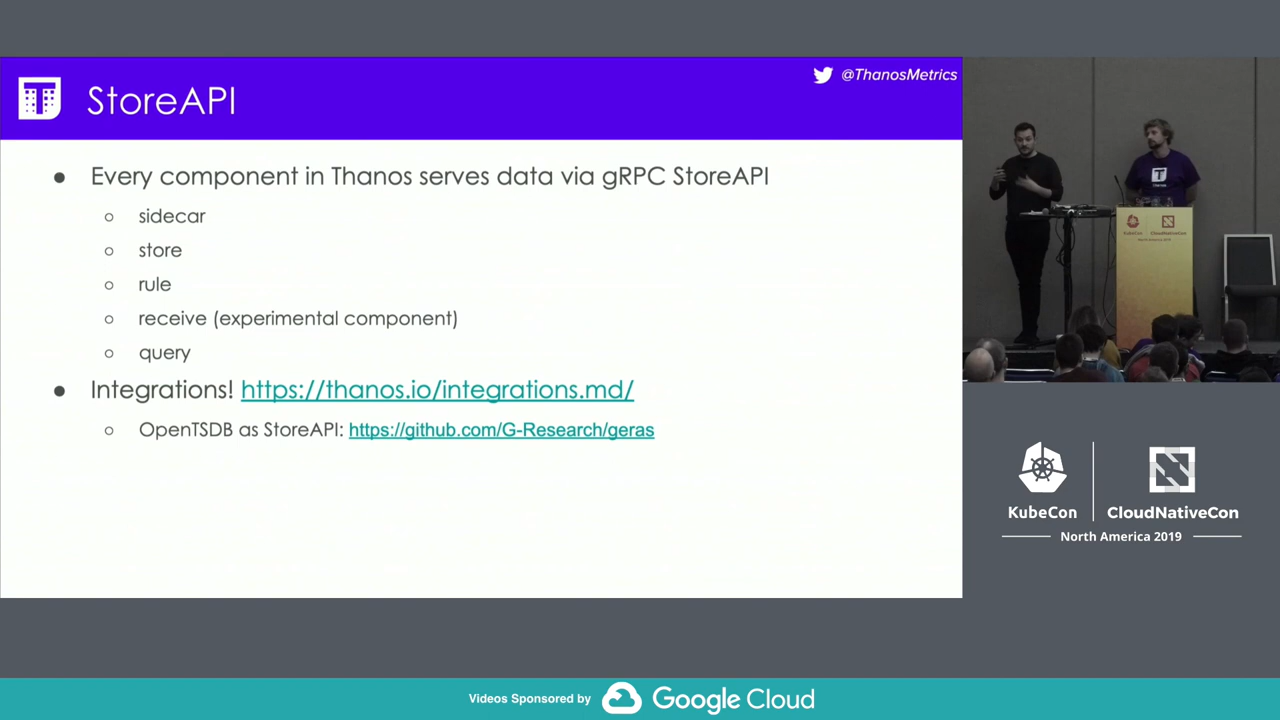 StoreAPI
@ThanosMetrics
● Every component in Thanos serves data via gRPC StoreAPI
○ sidecar
○ store
○ rule
○ receive (experimental component)
○ query
● Integrations! https://thanos.io/integrations.md/
○ OpenTSDB as StoreAPI: https://github.com/G-Research/geras
KubeCon CloudNativeCon
KubeCon CloudNativeCon
North America 2019
Videos Sponsored by Google Cloud